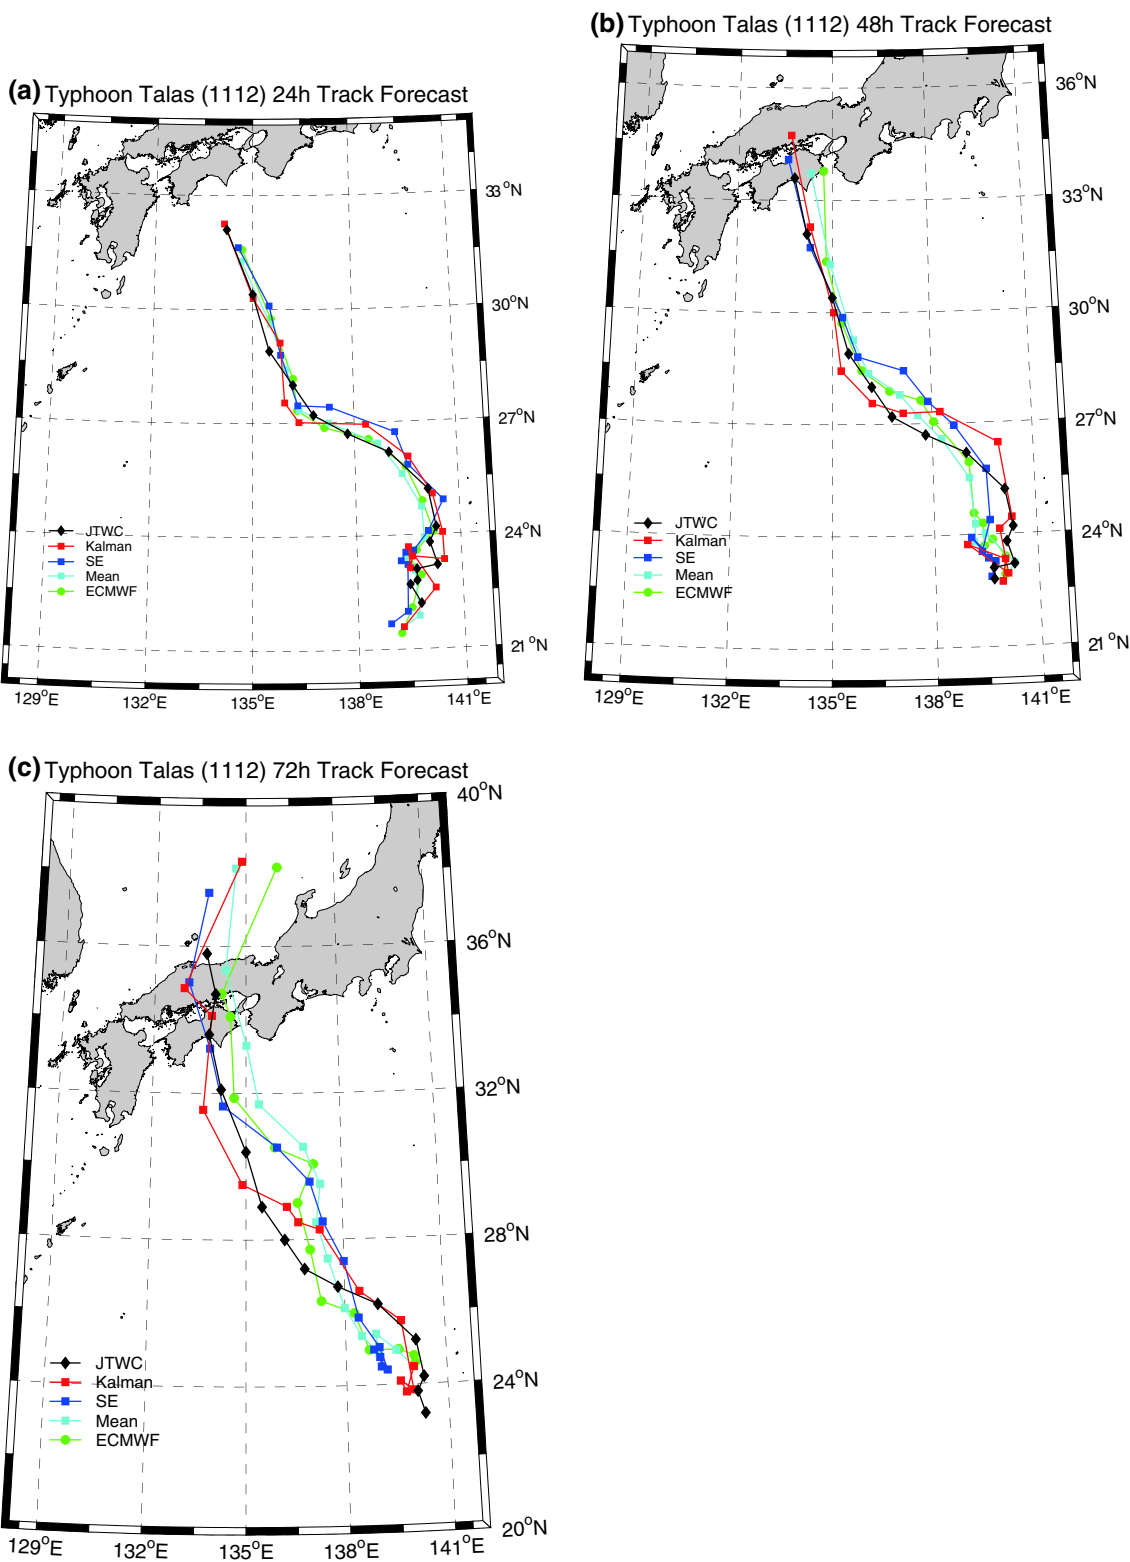 (a) Typhoon Talas (1112) 24h Track Forecast
33°N
30°N
27°N
24°N
21°N
JTWC
Kalman
SE
Mean
ECMWF
129°E 132°E 135°E 138°E 141°E
(b) Typhoon Talas (1112) 48h Track Forecast
36°N
33°N
30°N
27°N
24°N
21°N
JTWC
Kalman
SE
Mean
ECMWF
129°E 132°E 135°E 138°E 141°E
(c) Typhoon Talas (1112) 72h Track Forecast
40°N
36°N
32°N
28°N
24°N
20°N
JTWC
Kalman
SE
Mean
ECMWF
129°E 132°E 135°E 138°E 141°E